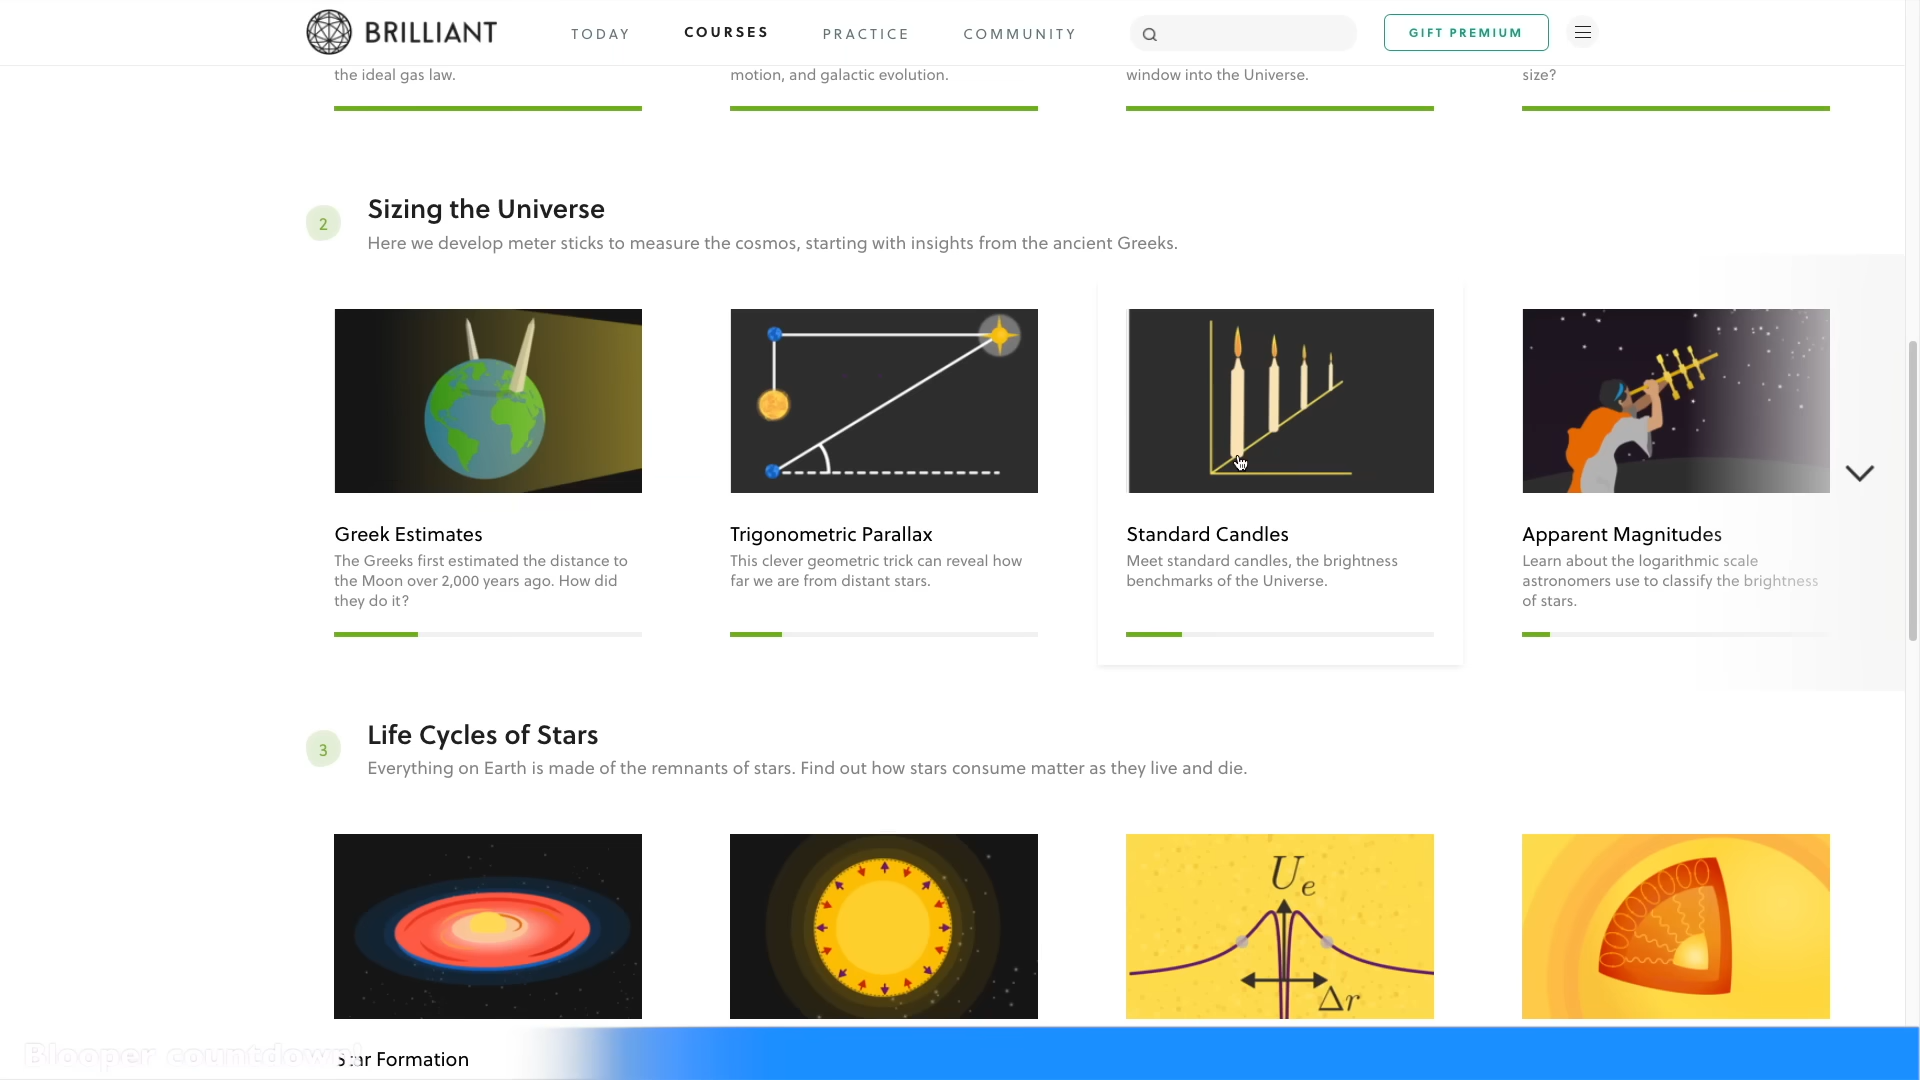 BRILLIANT
TODAY
COURSES
PRACTICE
COMMUNITY
GIFT PREMIUM
the ideal gas law.
motion, and galactic evolution.
window into the Universe.
size?
2
Sizing the Universe
Here we develop meter sticks to measure the cosmos, starting with insights from the ancient Greeks.
Greek Estimates
The Greeks first estimated the distance to
the Moon over 2,000 years ago. How did
they do it?
Trigonometric Parallax
This clever geometric trick can reveal how
far we are from distant stars.
Standard Candles
Meet standard candles, the brightness
benchmarks of the Universe.
Apparent Magnitudes
Learn about the logarithmic scale
astronomers use to classify the brightness
of stars.
3
Life Cycles of Stars
Everything on Earth is made of the remnants of stars. Find out how stars consume matter as they live and die.
U_e
Δr
Blooper countdown!
Star Formation